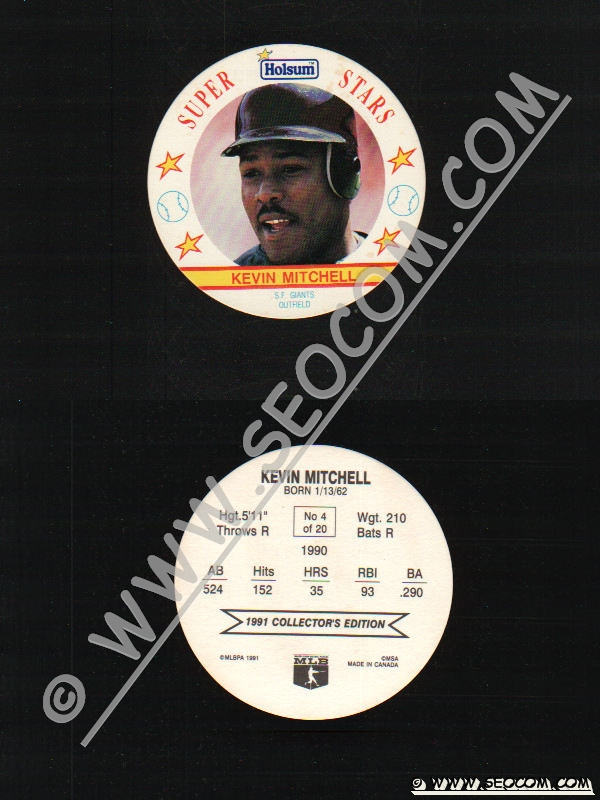 Holsum™
SUPER STARS
KEVIN MITCHELL
S.F. GIANTS
OUTFIELD
KEVIN MITCHELL
BORN 1/13/62
Hgt.5'11" No 4 Wgt. 210
Throws R of 20 Bats R
1990
AB Hits HRS RBI BA
524 152 35 93 .290
1991 COLLECTOR'S EDITION
©MLBPA 1991 MLB ©MSA
MADE IN CANADA
© WWW.SEOCOM.COM
© WWW.SEOCOM.COM